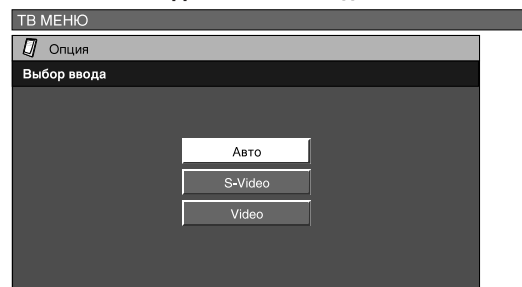 ТВ МЕНЮ
Опция
Выбор ввода
Авто
S-Video
Video